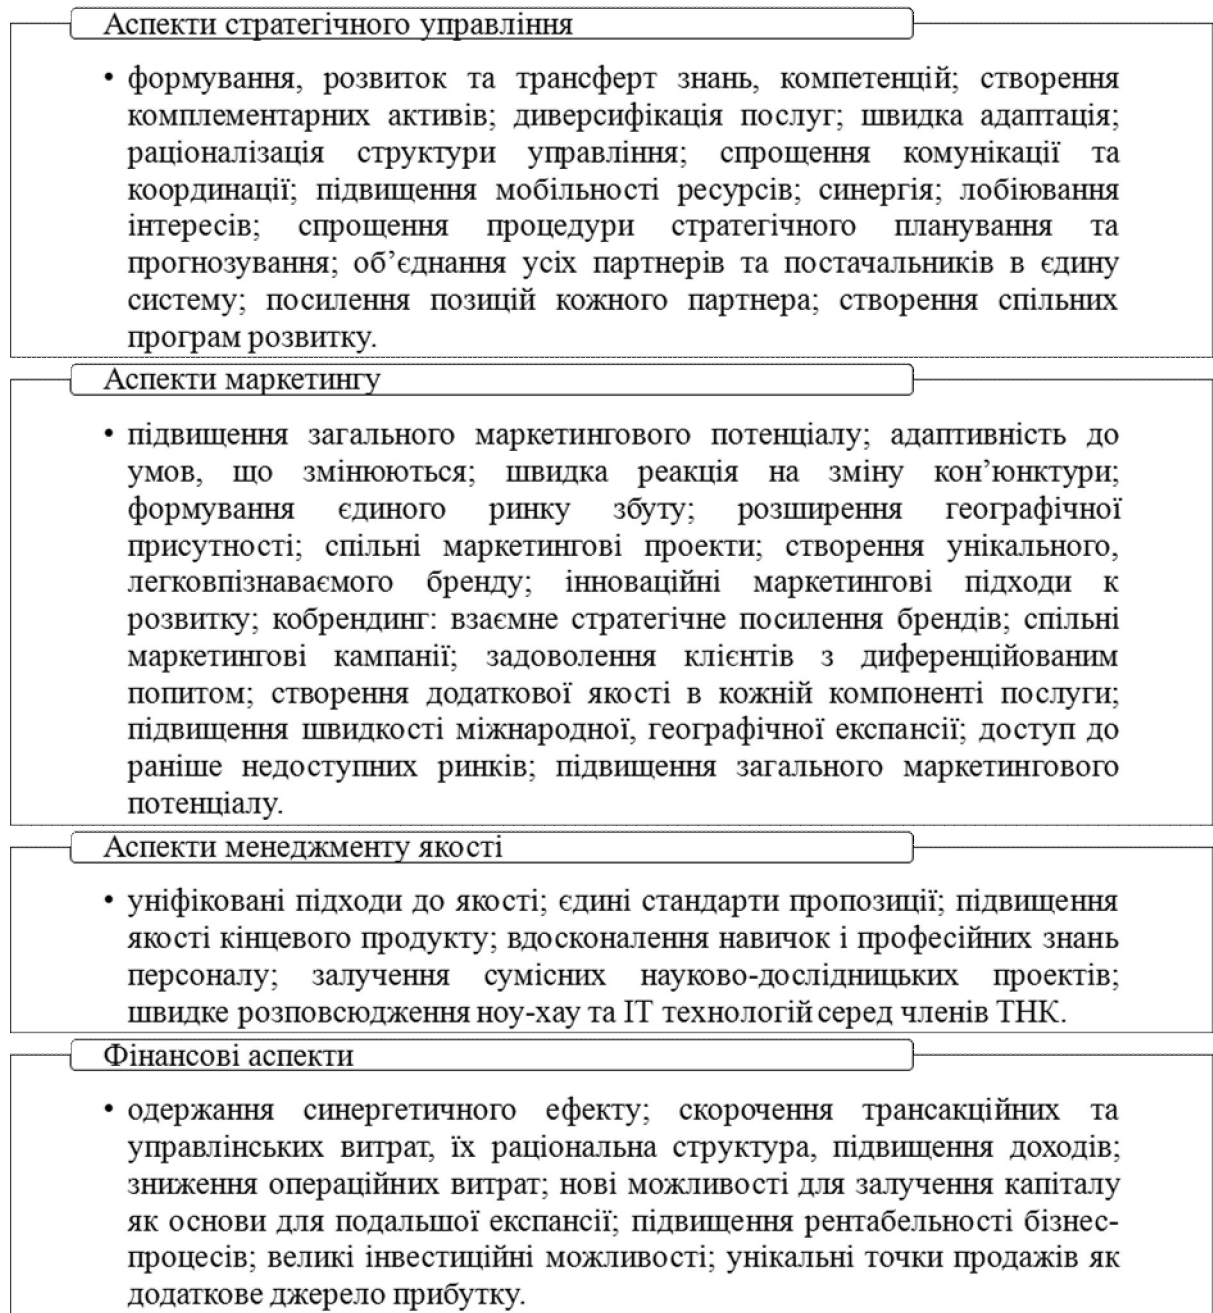 Аспекти стратегічного управління
• формування, розвиток та трансферт знань, компетенцій; створення
комплементарних активів; диверсифікація послуг; швидка адаптація;
раціоналізація структури управління; спрощення комунікації та
координації; підвищення мобільності ресурсів; синергія; лобіювання
інтересів; спрощення процедури стратегічного планування та
прогнозування; об’єднання усіх партнерів та постачальників в єдину
систему; посилення позицій кожного партнера; створення спільних
програм розвитку.
Аспекти маркетингу
• підвищення загального маркетингового потенціалу; адаптивність до
умов, що змінюються; швидка реакція на зміну кон’юнктури;
формування єдиного ринку збуту; розширення географічної
присутності; спільні маркетингові проекти; створення унікального,
легковпізнаваємого бренду; інноваційні маркетингові підходи к
розвитку; кобрендинг: взаємне стратегічне посилення брендів; спільні
маркетингові кампанії; задоволення клієнтів з диференційованим
попитом; створення додаткової якості в кожній компоненті послуги;
підвищення швидкості міжнародної, географічної експансії; доступ до
раніше недоступних ринків; підвищення загального маркетингового
потенціалу.
Аспекти менеджменту якості
• уніфіковані підходи до якості; єдині стандарти пропозиції; підвищення
якості кінцевого продукту; вдосконалення навичок і професійних знань
персоналу; залучення сумісних науково-дослідницьких проектів;
швидке розповсюдження ноу-хау та ІТ технологій серед членів ТНК.
Фінансові аспекти
• одержання синергетичного ефекту; скорочення трансакційних та
управлінських витрат, їх раціональна структура, підвищення доходів;
зниження операційних витрат; нові можливості для залучення капіталу
як основи для подальшої експансії; підвищення рентабельності бізнес-
процесів; великі інвестиційні можливості; унікальні точки продажів як
додаткове джерело прибутку.